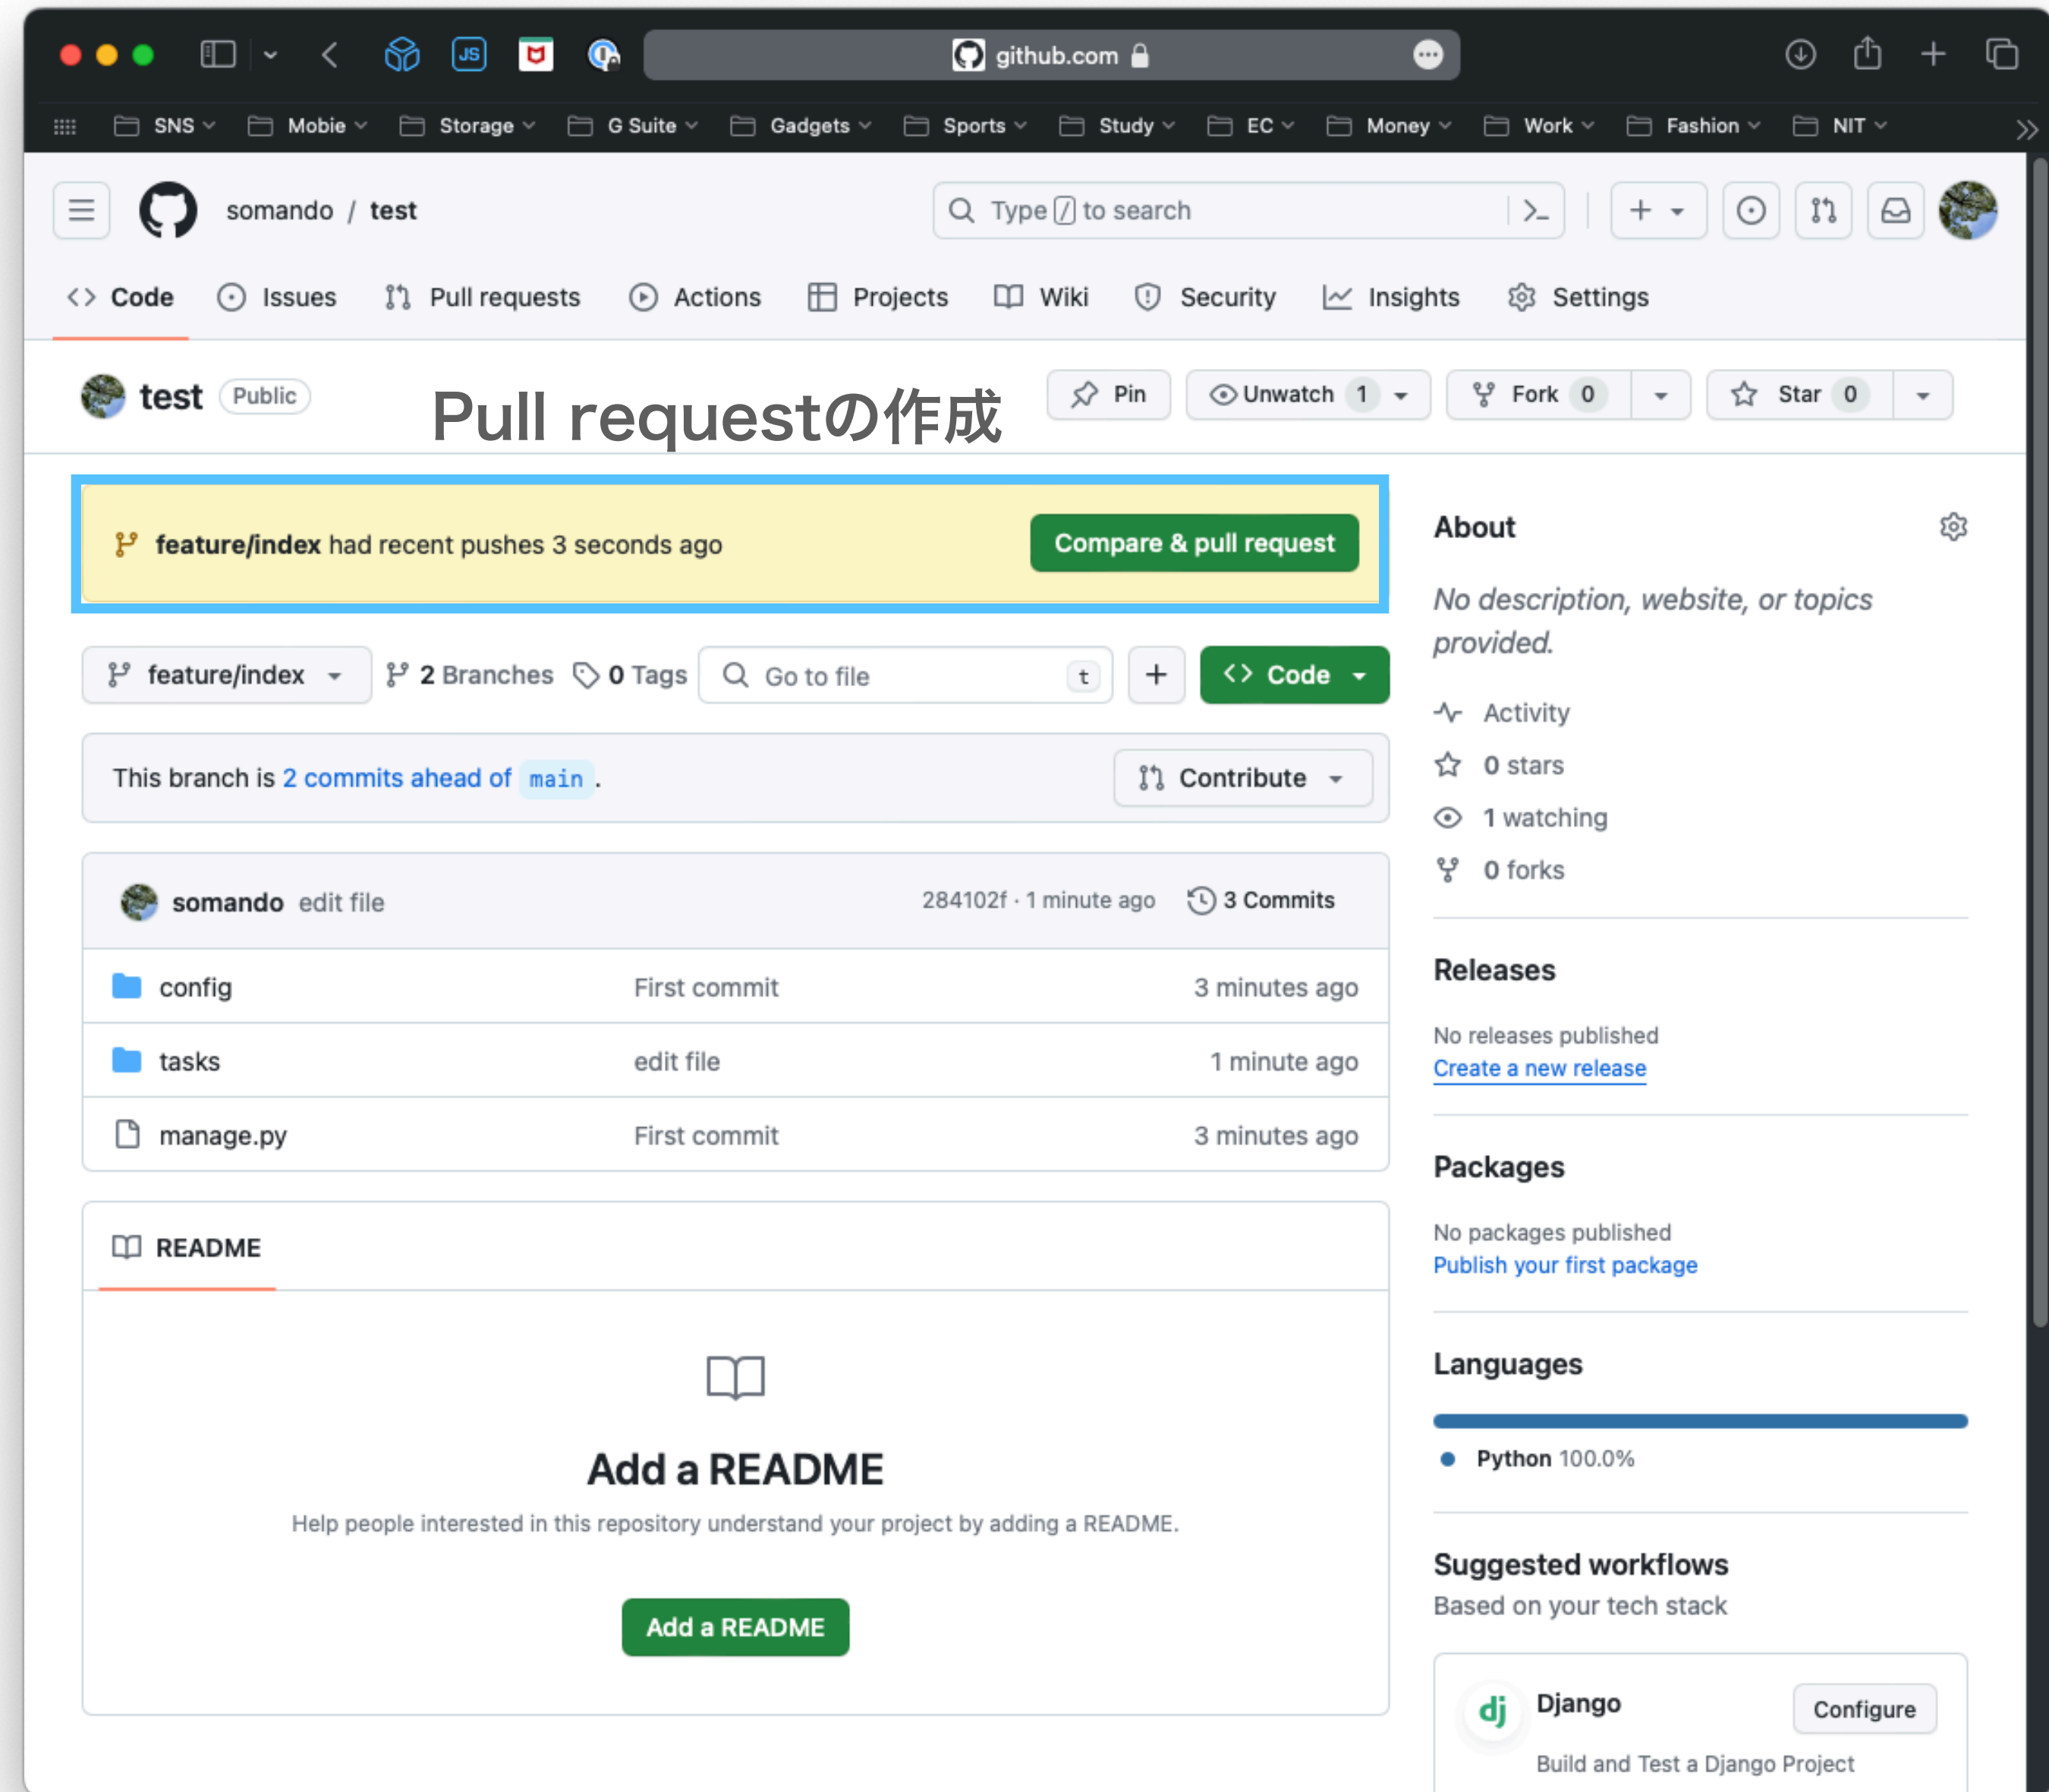 JS
github.com
SNS Mobie Storage G Suite Gadgets Sports Study EC Money Work Fashion NIT
somando / test
Type / to search
Code Issues Pull requests Actions Projects Wiki Security Insights Settings
test Public
Pull requestの作成
Pin Unwatch 1 Fork 0 Star 0
feature/index had recent pushes 3 seconds ago
Compare & pull request
feature/index 2 Branches 0 Tags Go to file t + Code
This branch is 2 commits ahead of main .
Contribute
somando edit file 284102f · 1 minute ago 3 Commits
config First commit 3 minutes ago
tasks edit file 1 minute ago
manage.py First commit 3 minutes ago
README
Add a README
Help people interested in this repository understand your project by adding a README.
Add a README
About
No description, website, or topics
provided.
Activity
0 stars
1 watching
0 forks
Releases
No releases published
Create a new release
Packages
No packages published
Publish your first package
Languages
Python 100.0%
Suggested workflows
Based on your tech stack
dj Django Configure
Build and Test a Django Project